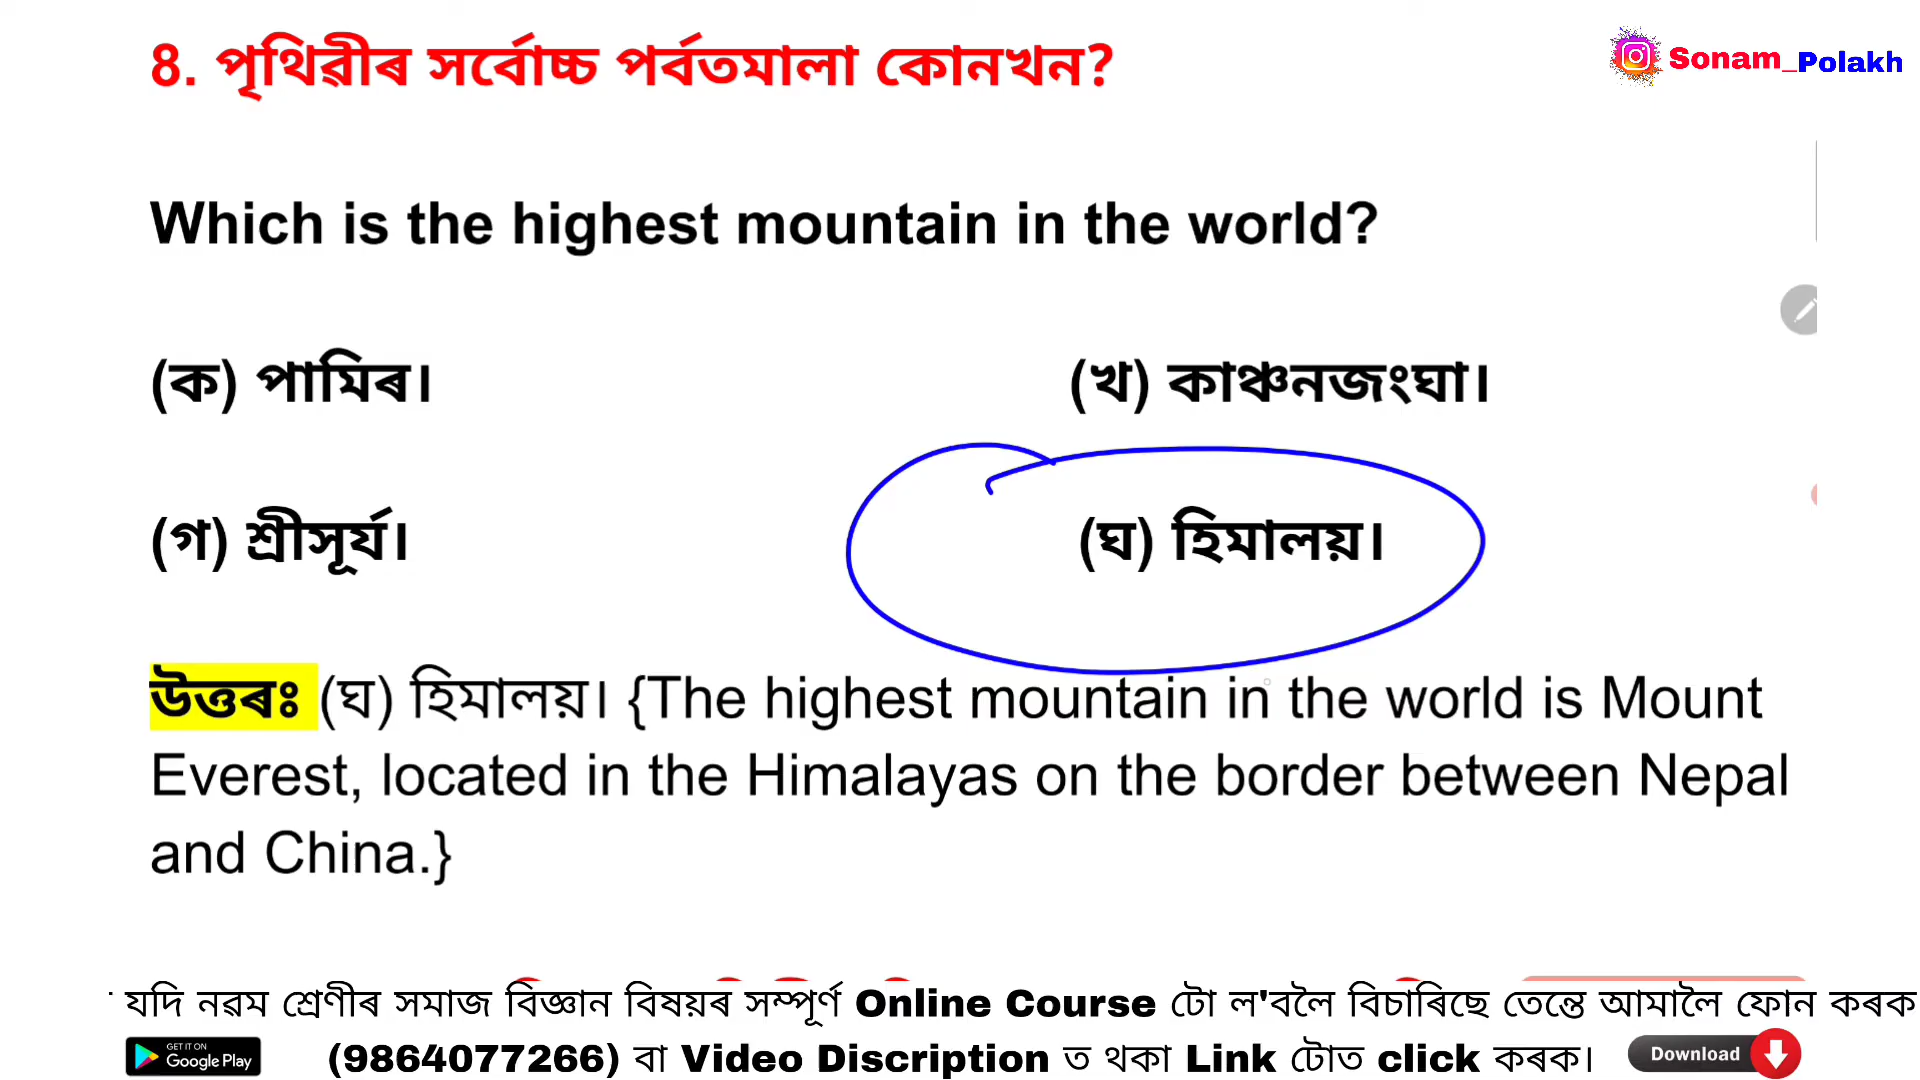 8. পৃথিৱীৰ সৰ্বোচ্চ পৰ্বতমালা কোনখন?
Sonam_Polakh
Which is the highest mountain in the world?
(ক) পামিৰ। (খ) কাঞ্চনজংঘা।
(গ) শ্ৰীসূৰ্য। (ঘ) হিমালয়।
উত্তৰঃ (ঘ) হিমালয়। {The highest mountain in the world is Mount
Everest, located in the Himalayas on the border between Nepal
and China.}
যদি নৱম শ্ৰেণীৰ সমাজ বিজ্ঞান বিষয়ৰ সম্পূৰ্ণ Online Course টো ল'বলৈ বিচাৰিছে তেন্তে আমালৈ ফোন কৰক
GET IT ON
Google Play
(9864077266) বা Video Discription ত থকা Link টোত click কৰক।
Download